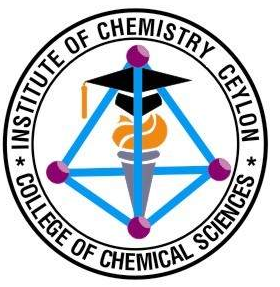 INSTITUTE OF CHEMISTRY CEYLON
* COLLEGE OF CHEMICAL SCIENCES *